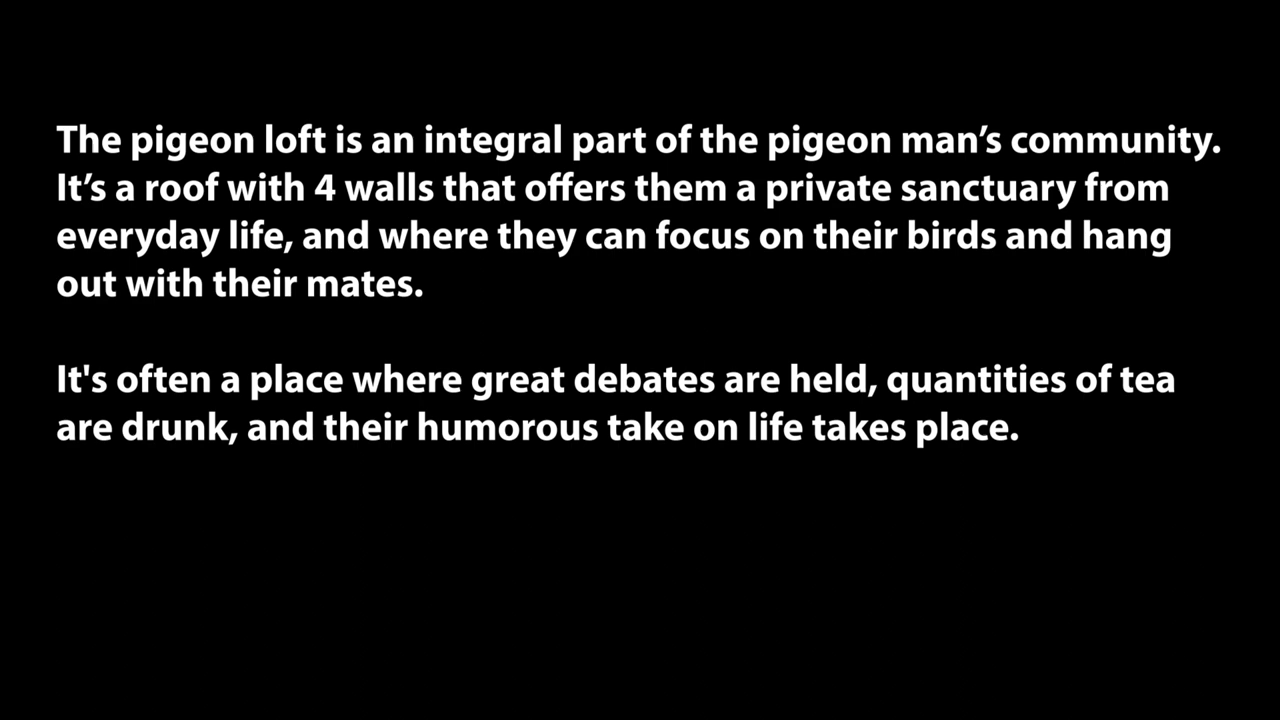 The pigeon loft is an integral part of the pigeon man’s community.
It’s a roof with 4 walls that offers them a private sanctuary from
everyday life, and where they can focus on their birds and hang
out with their mates.
It's often a place where great debates are held, quantities of tea
are drunk, and their humorous take on life takes place.